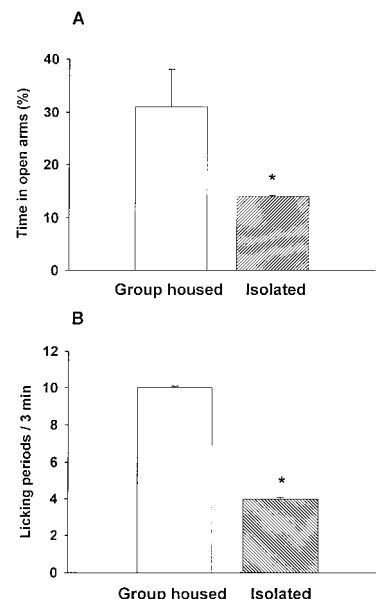 A
Time in open arms (%)
40
30
20
10
0
*
Group housed Isolated
B
Licking periods / 3 min
12
10
8
6
4
2
0
*
Group housed Isolated